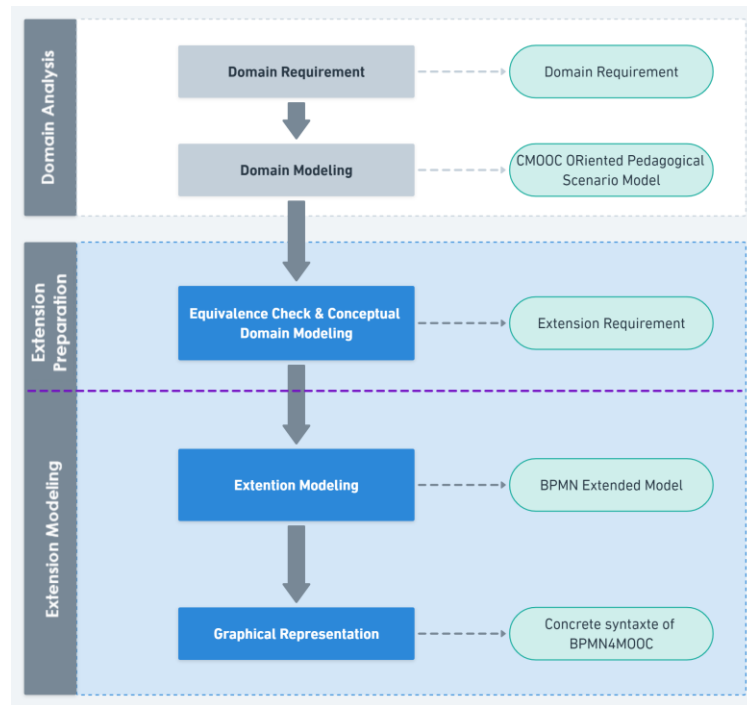 Domain Analysis
Domain Requirement
Domain Requirement
Domain Modeling
CMOOC ORiented Pedagogical
Scenario Model
Extension
Preparation
Equivalence Check & Conceptual
Domain Modeling
Extension Requirement
Extension Modeling
Extention Modeling
BPMN Extended Model
Graphical Representation
Concrete syntaxte of
BPMN4MOOC